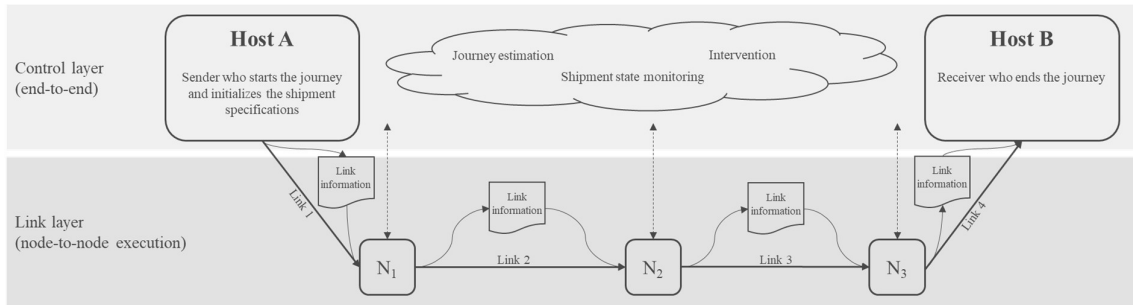 Host A
Sender who starts the journey
and initializes the shipment
specifications
Journey estimation
Intervention
Shipment state monitoring
Host B
Receiver who ends the journey
Control layer
(end-to-end)
Link layer
(node-to-node execution)
Link
information
Link 1
Link
information
Link
information
Link
information
Link 4
N1
Link 2
N2
Link 3
N3